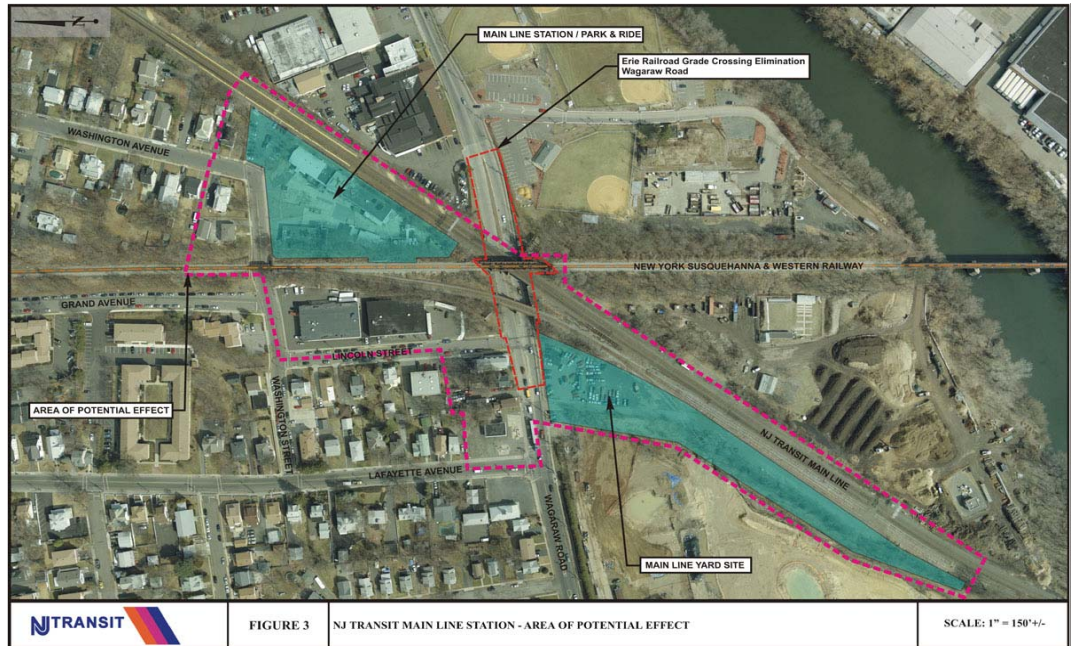 N
MAIN LINE STATION / PARK & RIDE
Erie Railroad Grade Crossing Elimination
Wagaraw Road
WASHINGTON AVENUE
NEW YORK SUSQUEHANNA & WESTERN RAILWAY
GRAND AVENUE
LINCOLN STREET
AREA OF POTENTIAL EFFECT
WASHINGTON STREET
NJ TRANSIT MAIN LINE
LAFAYETTE AVENUE
WAGARAW ROAD
MAIN LINE YARD SITE
NJTRANSIT
FIGURE 3
NJ TRANSIT MAIN LINE STATION - AREA OF POTENTIAL EFFECT
SCALE: 1" = 150'+/-